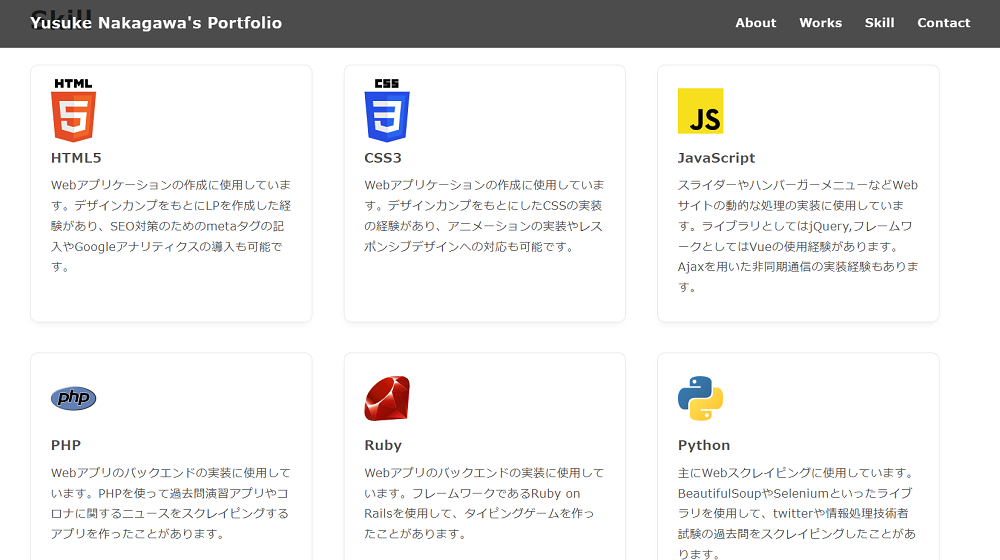 Skill
Yusuke Nakagawa's Portfolio
About Works Skill Contact
HTML
5
CSS
3
JS
HTML5
Webアプリケーションの作成に使用していま
す。デザインカンプをもとにLPを作成した経
験があり、SEO対策のためのmetaタグの記
入やGoogleアナリティクスの導入も可能で
す。
CSS3
Webアプリケーションの作成に使用していま
す。デザインカンプをもとにしたCSSの実装
の経験があり、アニメーションの実装やレス
ポンシブデザインへの対応も可能です。
JavaScript
スライダーやハンバーガーメニューなどWeb
サイトの動的な処理の実装に使用していま
す。ライブラリとしてはjQuery,フレームワ
ークとしてはVueの使用経験があります。
Ajaxを用いた非同期通信の実装経験もありま
す。
php
PHP
Webアプリのバックエンドの実装に使用して
います。PHPを使って過去問演習アプリやコ
ロナに関するニュースをスクレイピングする
アプリを作ったことがあります。
Ruby
Webアプリのバックエンドの実装に使用して
います。フレームワークであるRuby on
Railsを使用して、タイピングゲームを作っ
たことがあります。
Python
主にWebスクレイピングに使用しています。
BeautifulSoupやSeleniumといったライブ
ラリを使用して、twitterや情報処理技術者
試験の過去問をスクレイピングしたことがあ
ります。